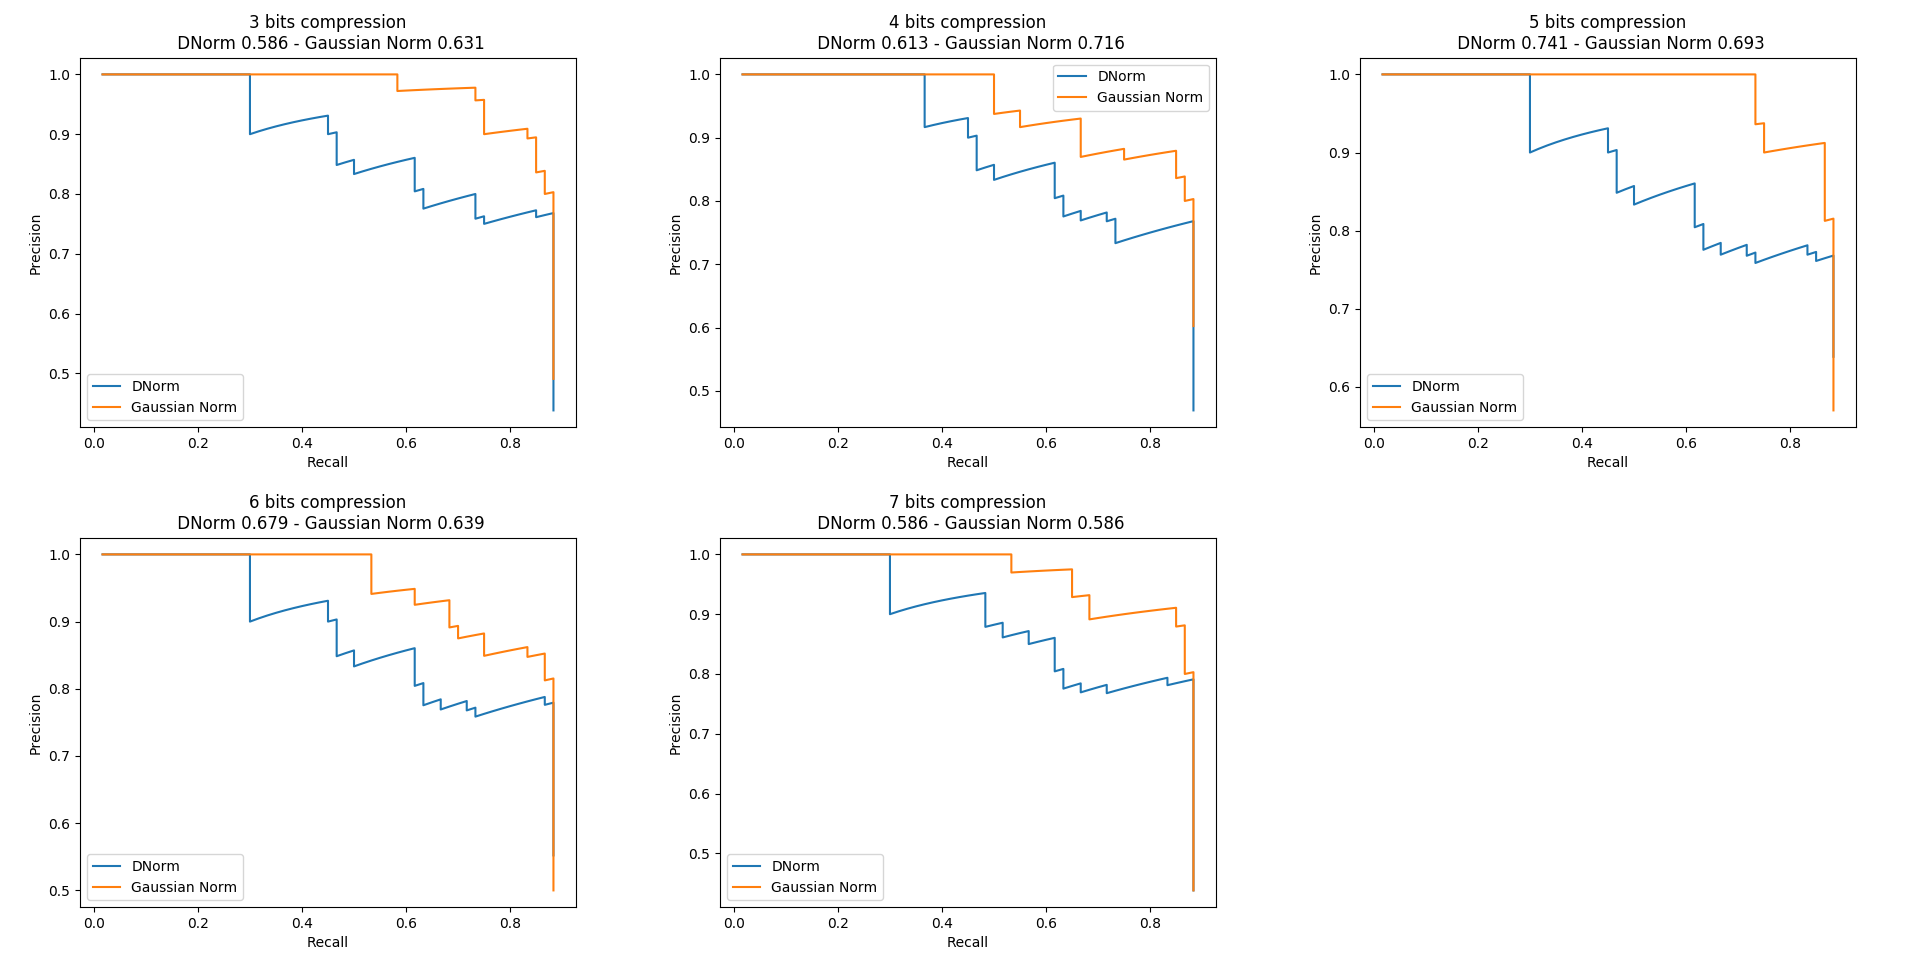 3 bits compression
DNorm 0.586 - Gaussian Norm 0.631
1.0
0.9
0.8
0.7
0.6
0.5
Precision
DNorm
Gaussian Norm
0.0 0.2 0.4 0.6 0.8
Recall
4 bits compression
DNorm 0.613 - Gaussian Norm 0.716
1.0
0.9
0.8
0.7
0.6
0.5
Precision
DNorm
Gaussian Norm
0.0 0.2 0.4 0.6 0.8
Recall
5 bits compression
DNorm 0.741 - Gaussian Norm 0.693
1.0
0.9
0.8
0.7
0.6
Precision
DNorm
Gaussian Norm
0.0 0.2 0.4 0.6 0.8
Recall
6 bits compression
DNorm 0.679 - Gaussian Norm 0.639
1.0
0.9
0.8
0.7
0.6
0.5
Precision
DNorm
Gaussian Norm
0.0 0.2 0.4 0.6 0.8
Recall
7 bits compression
DNorm 0.586 - Gaussian Norm 0.586
1.0
0.9
0.8
0.7
0.6
0.5
Precision
DNorm
Gaussian Norm
0.0 0.2 0.4 0.6 0.8
Recall